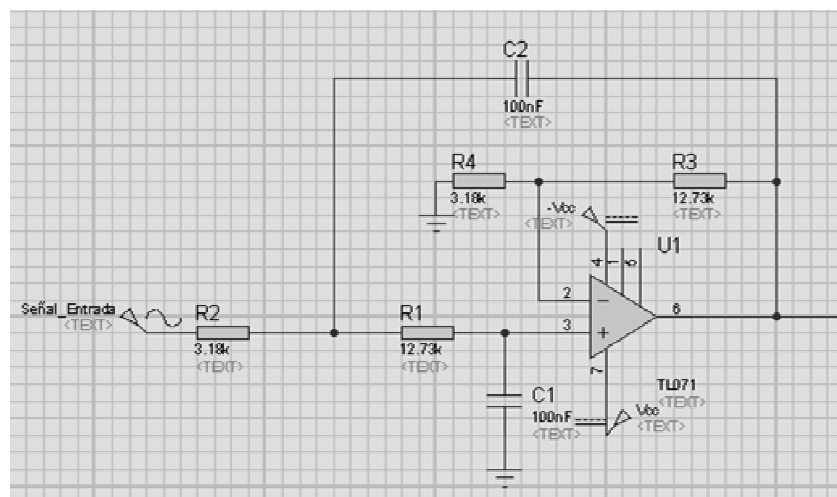 C2
100nF
<TEXT>
R4
3.18k
<TEXT>
R3
12.73k
<TEXT>
-Vcc
<TEXT>
U1
4
1
5
Señal_Entrada
<TEXT>
R2
3.18k
<TEXT>
R1
12.73k
<TEXT>
2
3
6
7
TL071
<TEXT>
C1
100nF
<TEXT>
Vcc
<TEXT>